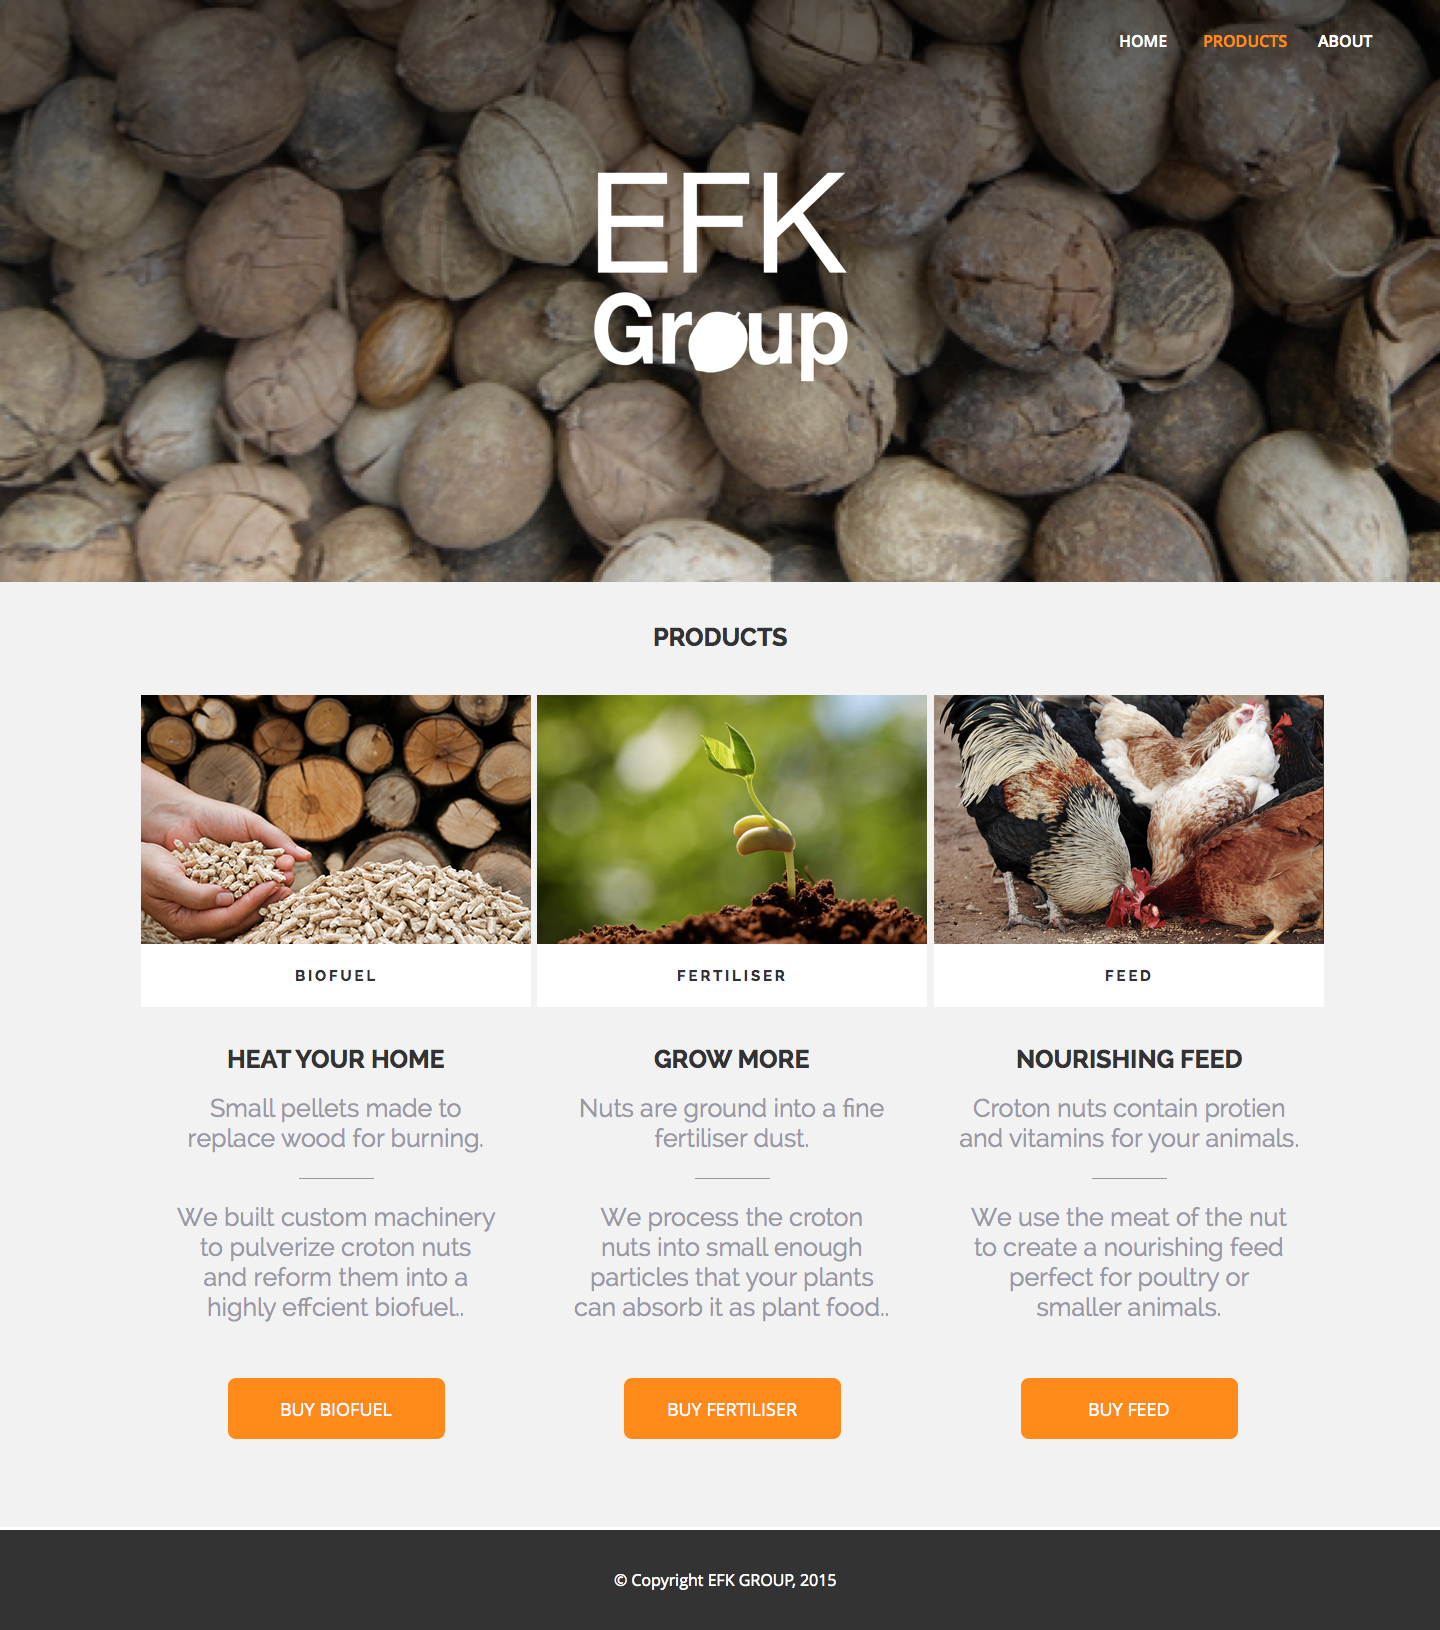 HOME PRODUCTS ABOUT
EFK
Group
PRODUCTS
BIOFUEL
FERTILISER
FEED
HEAT YOUR HOME
Small pellets made to
replace wood for burning.
We built custom machinery
to pulverize croton nuts
and reform them into a
highly effcient biofuel..
BUY BIOFUEL
GROW MORE
Nuts are ground into a fine
fertiliser dust.
We process the croton
nuts into small enough
particles that your plants
can absorb it as plant food..
BUY FERTILISER
NOURISHING FEED
Croton nuts contain protien
and vitamins for your animals.
We use the meat of the nut
to create a nourishing feed
perfect for poultry or
smaller animals.
BUY FEED
© Copyright EFK GROUP, 2015